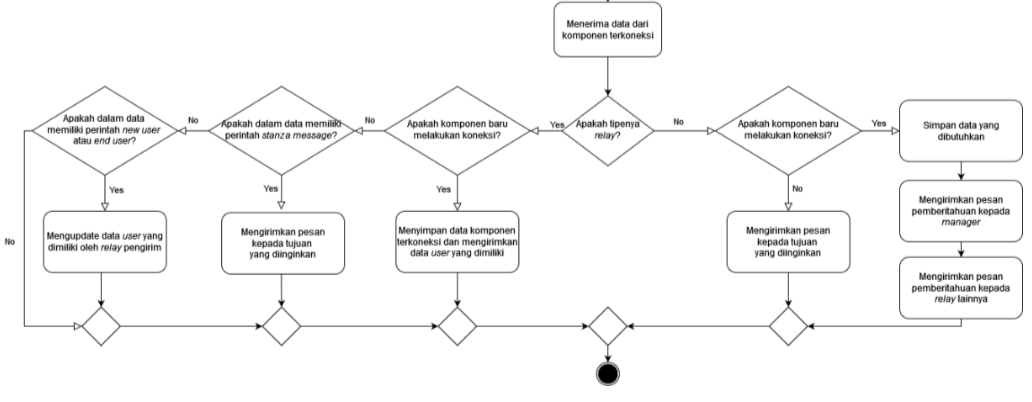 Menerima data dari
komponen terkoneksi
Apakah dalam data
memiliki perintah new user
atau end user?
No
Apakah dalam data memiliki
perintah stanza message?
No
Apakah komponen baru
melakukan koneksi?
Yes
Apakah tipenya
relay?
No
Apakah komponen baru
melakukan koneksi?
Yes
Simpan data yang
dibutuhkan
Yes
Yes
Yes
No
Mengirimkan pesan
pemberitahuan kepada
manager
No
Mengupdate data user yang
dimiliki oleh relay pengirim
Mengirimkan pesan
kepada tujuan
yang diinginkan
Menyimpan data komponen
terkoneksi dan mengirimkan
data user yang dimiliki
Mengirimkan pesan
kepada tujuan
yang diinginkan
Mengirimkan pesan
pemberitahuan kepada
relay lainnya